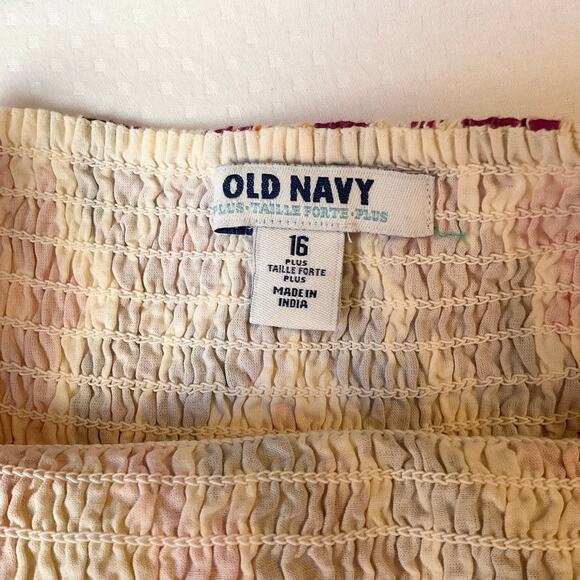 OLD NAVY
PLUS • TAILLE FORTE • PLUS
16
PLUS
TAILLE FORTE
PLUS
MADE IN
INDIA